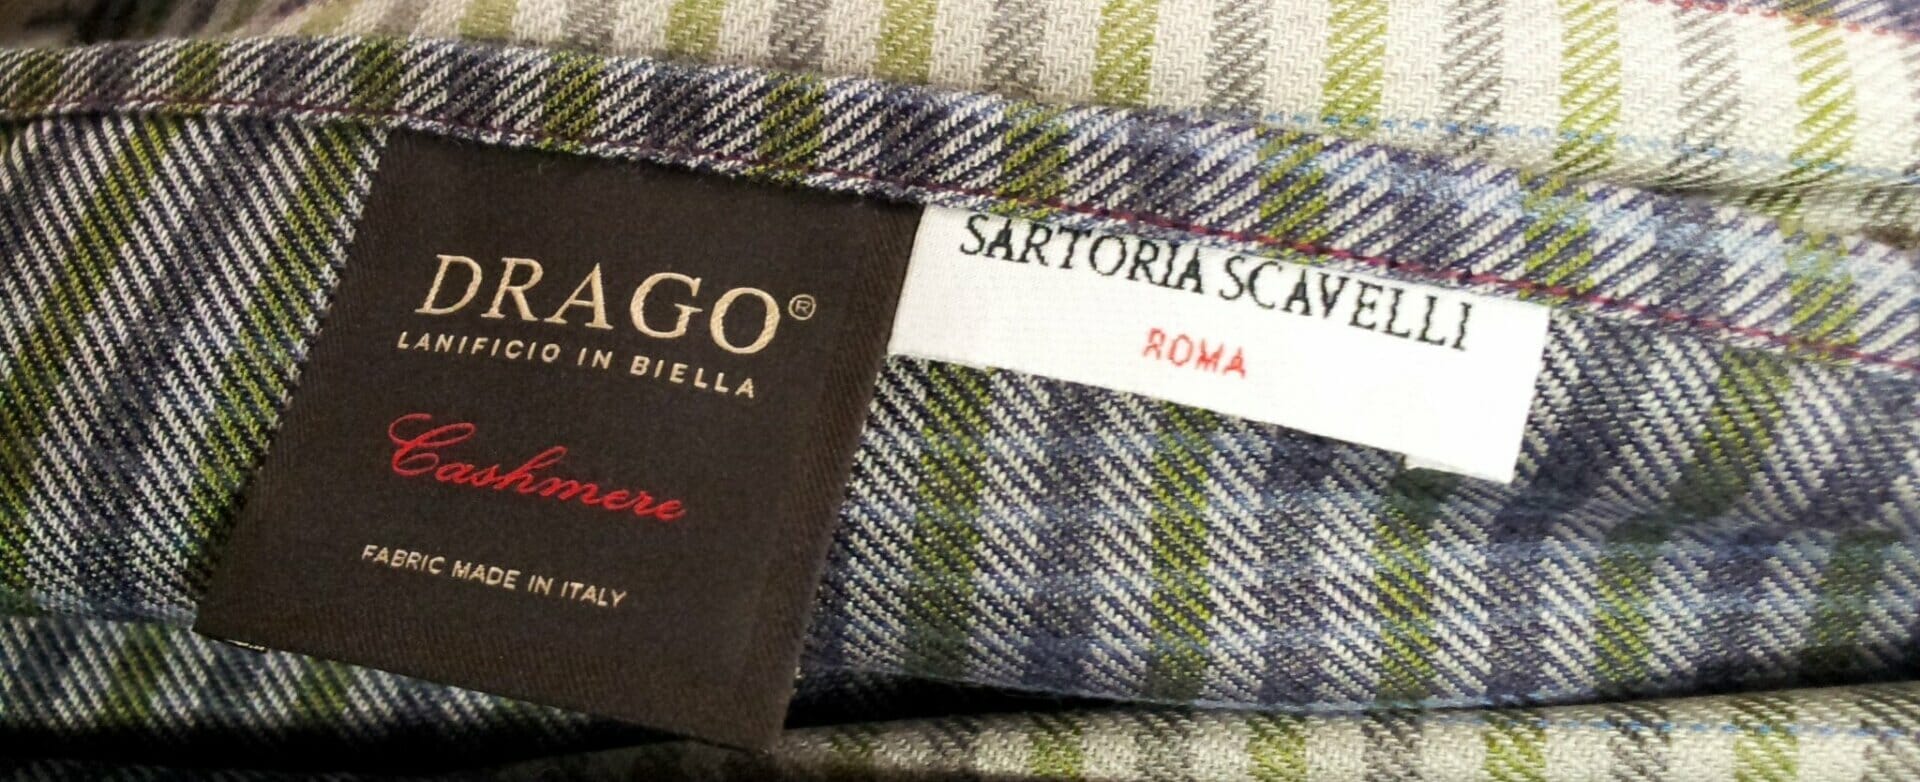 DRAGO®
LANIFICIO IN BIELLA
Cashmere
FABRIC MADE IN ITALY
SARTORIA SCAVELLI
ROMA